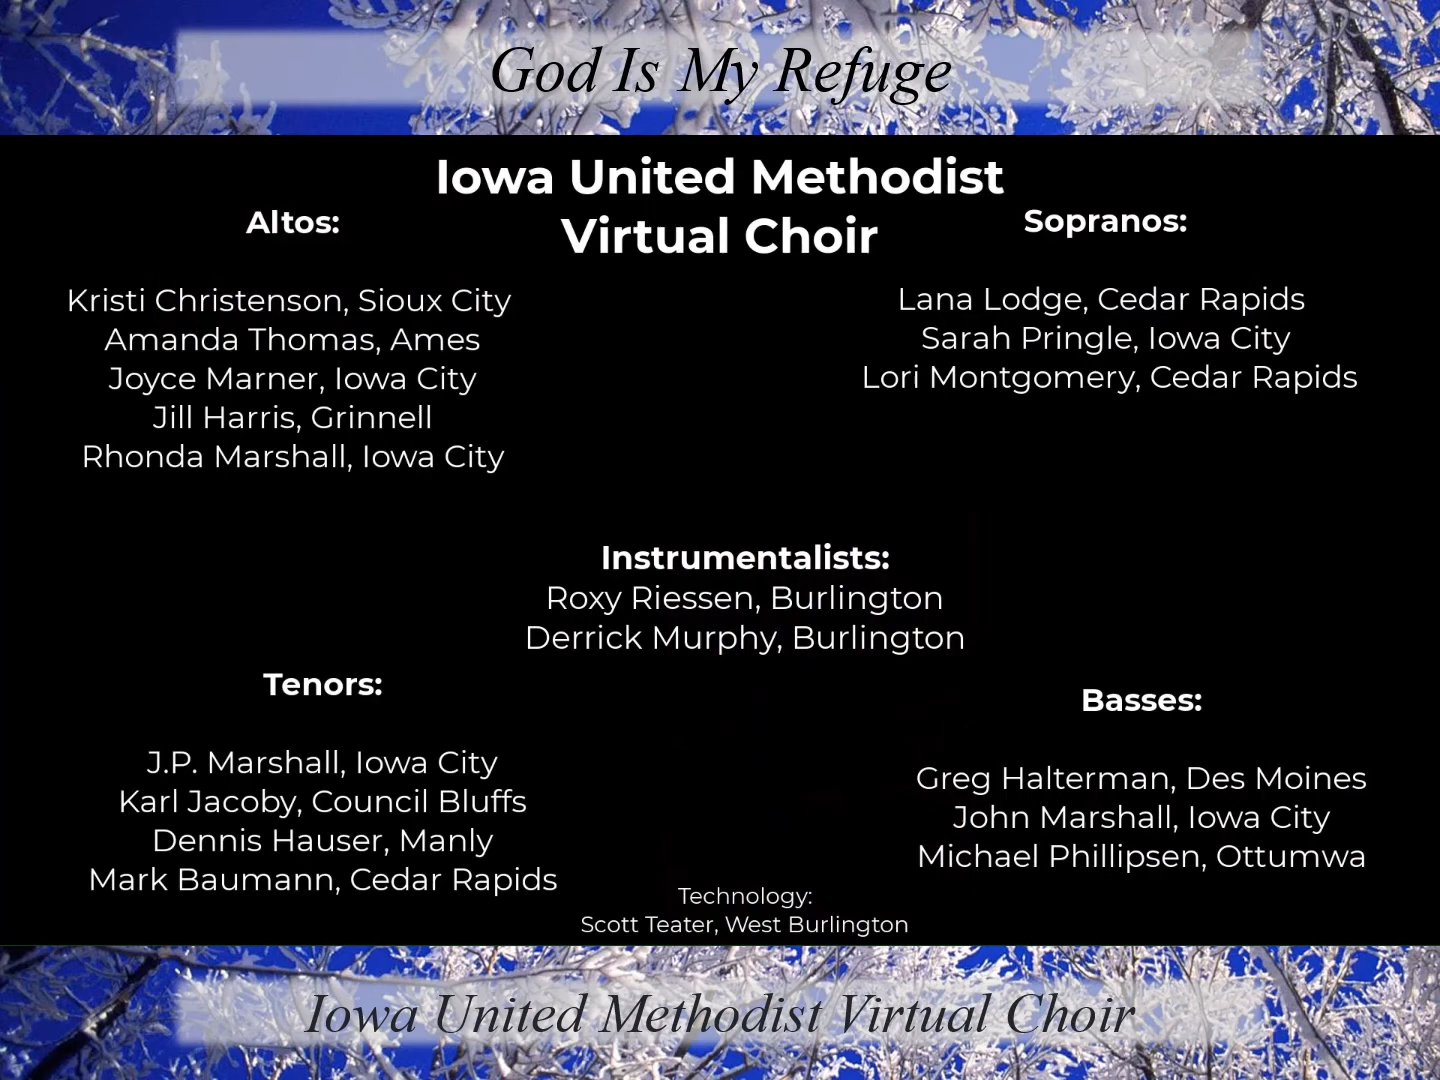 God Is My Refuge
Iowa United Methodist
Virtual Choir
Altos:
Kristi Christenson, Sioux City
Amanda Thomas, Ames
Joyce Marner, Iowa City
Jill Harris, Grinnell
Rhonda Marshall, Iowa City
Sopranos:
Lana Lodge, Cedar Rapids
Sarah Pringle, Iowa City
Lori Montgomery, Cedar Rapids
Instrumentalists:
Roxy Riessen, Burlington
Derrick Murphy, Burlington
Tenors:
J.P. Marshall, Iowa City
Karl Jacoby, Council Bluffs
Dennis Hauser, Manly
Mark Baumann, Cedar Rapids
Basses:
Greg Halterman, Des Moines
John Marshall, Iowa City
Michael Phillipsen, Ottumwa
Technology:
Scott Teater, West Burlington
Iowa United Methodist Virtual Choir